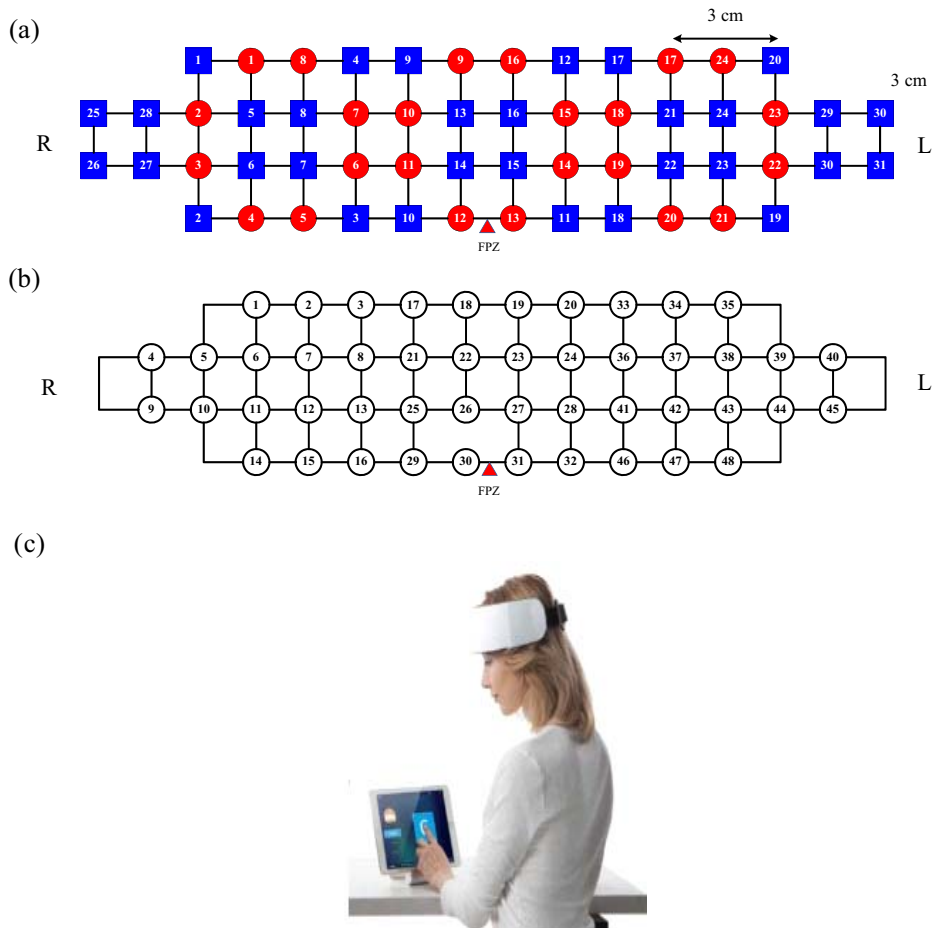 (a)
3 cm
1 1 8 4 9 9 16 12 17 17 24 20
3 cm
25 28 2 5 8 7 10 13 16 15 18 21 24 23 29 30
R L
26 27 3 6 7 6 11 14 15 14 19 22 23 22 30 31
2 4 5 3 10 12 13 11 18 20 21 19
FPZ
(b)
1 2 3 17 18 19 20 33 34 35
4 5 6 7 8 21 22 23 24 36 37 38 39 40
R L
9 10 11 12 13 25 26 27 28 41 42 43 44 45
14 15 16 29 30 31 32 46 47 48
FPZ
(c)